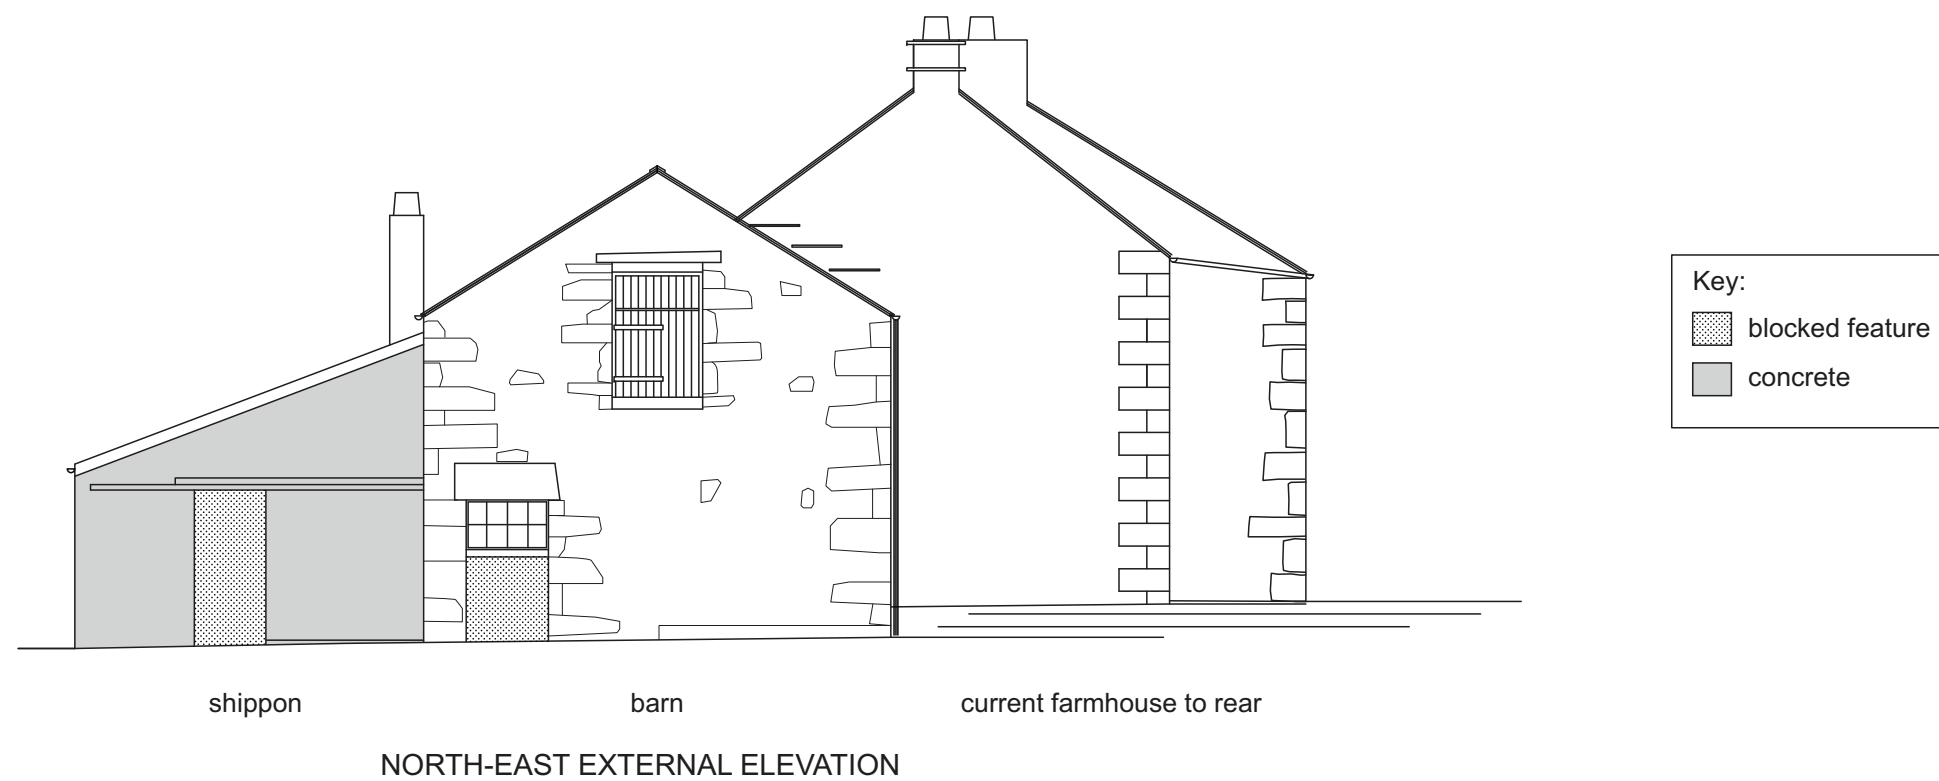 Key:
blocked feature
concrete
shippon
barn
current farmhouse to rear
NORTH-EAST EXTERNAL ELEVATION